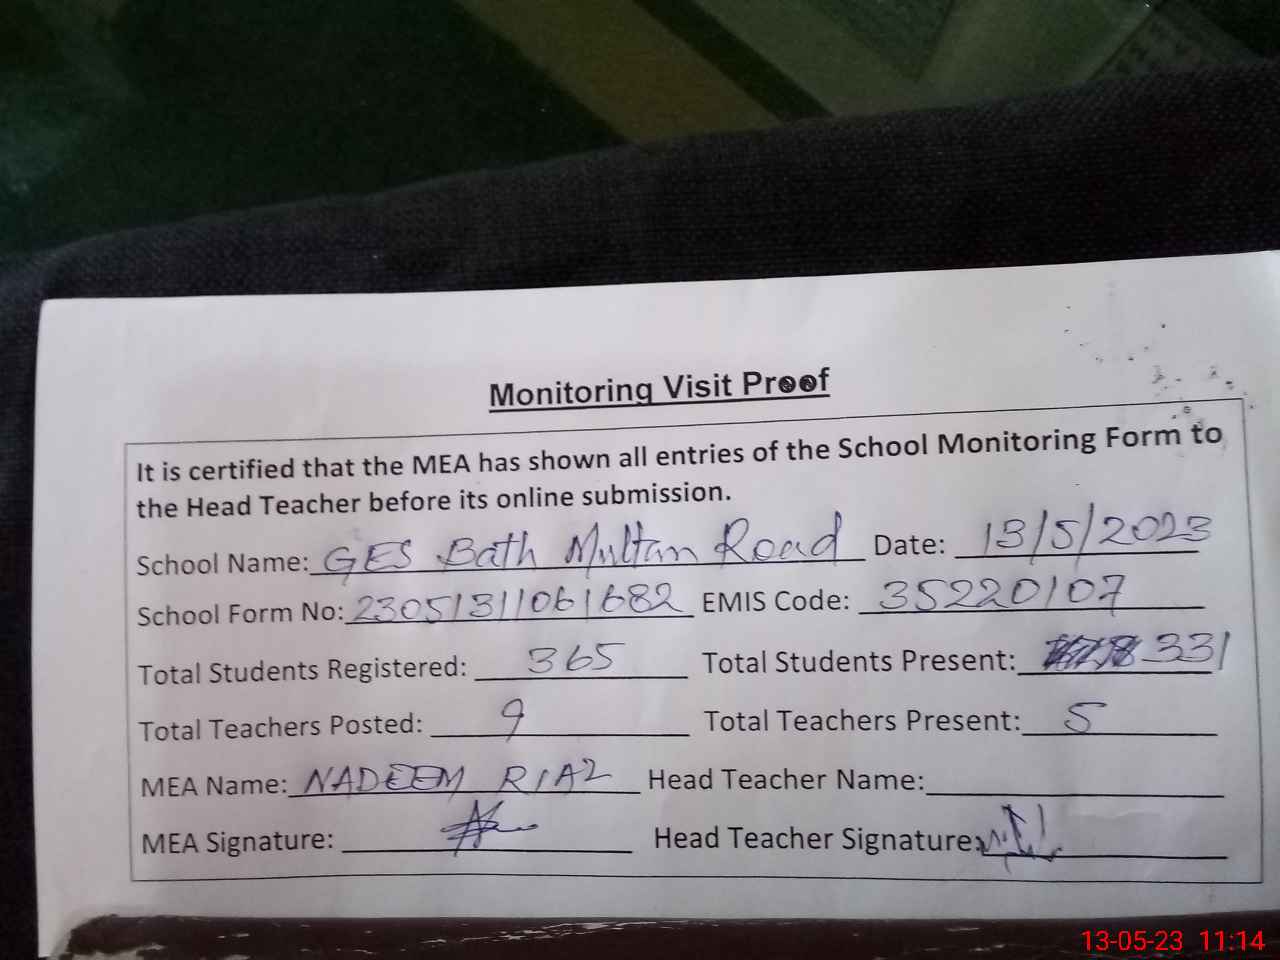 Monitoring Visit Proof
It is certified that the MEA has shown all entries of the School Monitoring Form to
the Head Teacher before its online submission.
School Name: GES Bath Multan Road Date: 13/5/2023
School Form No: 23051311061682 EMIS Code: 35220107
Total Students Registered: 365 Total Students Present: 331
Total Teachers Posted: 9 Total Teachers Present: 5
MEA Name: NADEEM RIAZ Head Teacher Name:
MEA Signature: Head Teacher Signature:
13-05-23 11:14